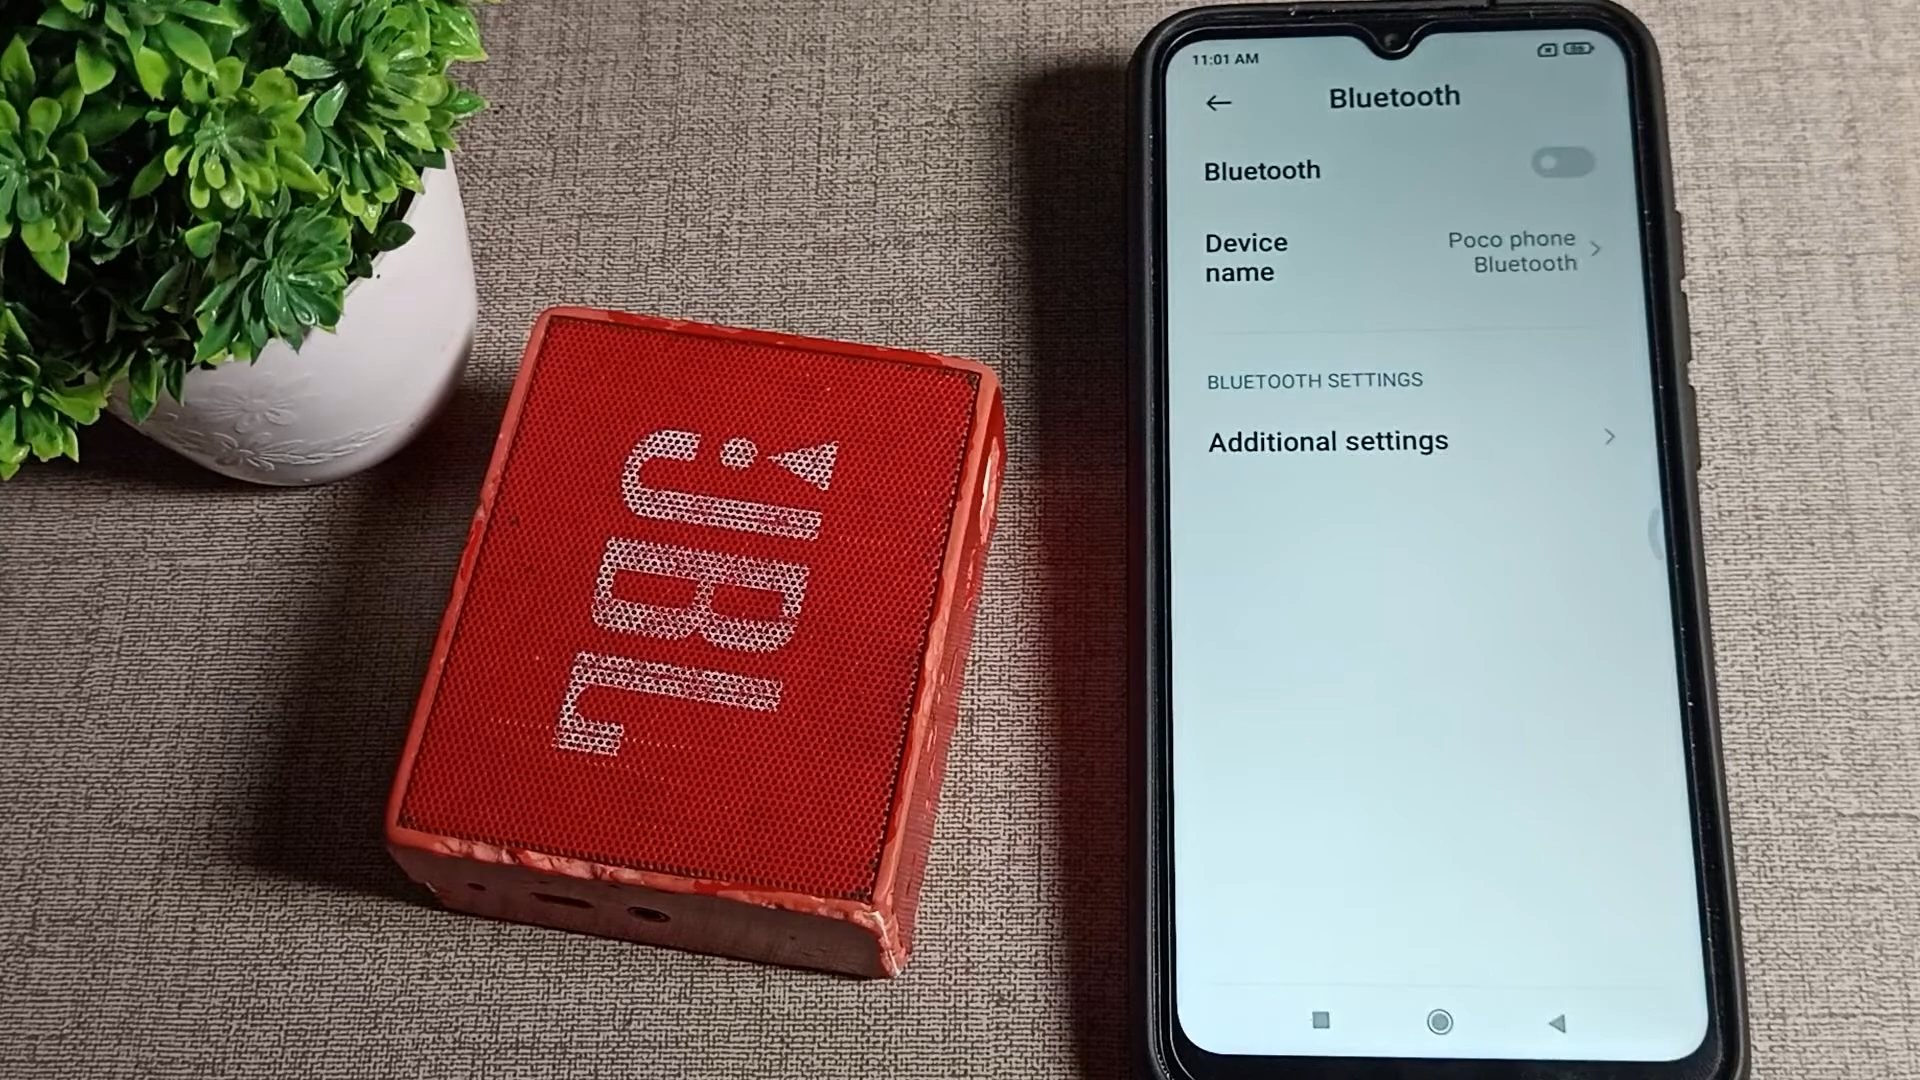 JBL
11:01 AM
Bluetooth
Bluetooth
Device
name
Poco phone
Bluetooth
BLUETOOTH SETTINGS
Additional settings